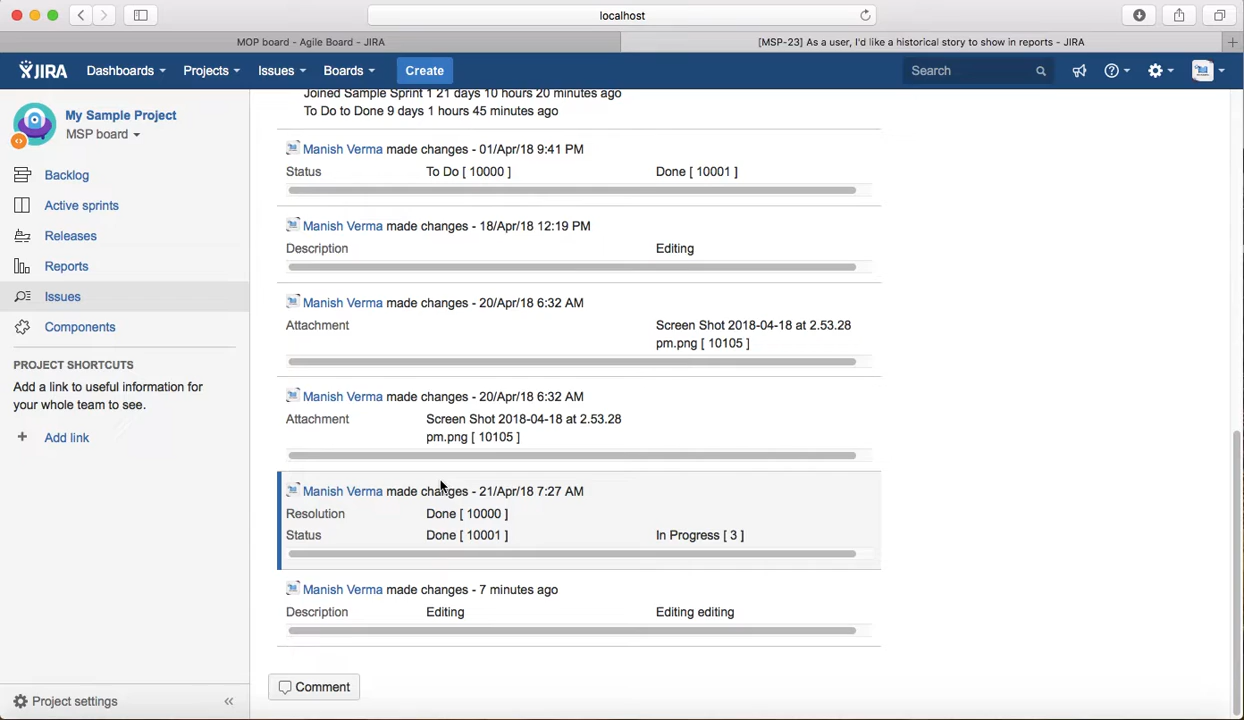 localhost
MOP board - Agile Board - JIRA
[MSP-23] As a user, I'd like a historical story to show in reports - JIRA
JIRA Dashboards Projects Issues Boards Create Search
My Sample Project
MSP board
Backlog
Active sprints
Releases
Reports
Issues
Components
PROJECT SHORTCUTS
Add a link to useful information for
your whole team to see.
+ Add link
Project settings «
Joined Sample Sprint 1 21 days 10 hours 20 minutes ago
To Do to Done 9 days 1 hours 45 minutes ago
Manish Verma made changes - 01/Apr/18 9:41 PM
Status To Do [ 10000 ] Done [ 10001 ]
Manish Verma made changes - 18/Apr/18 12:19 PM
Description Editing
Manish Verma made changes - 20/Apr/18 6:32 AM
Attachment Screen Shot 2018-04-18 at 2.53.28
pm.png [ 10105 ]
Manish Verma made changes - 20/Apr/18 6:32 AM
Attachment Screen Shot 2018-04-18 at 2.53.28
pm.png [ 10105 ]
Manish Verma made changes - 21/Apr/18 7:27 AM
Resolution Done [ 10000 ]
Status Done [ 10001 ] In Progress [ 3 ]
Manish Verma made changes - 7 minutes ago
Description Editing Editing editing
Comment